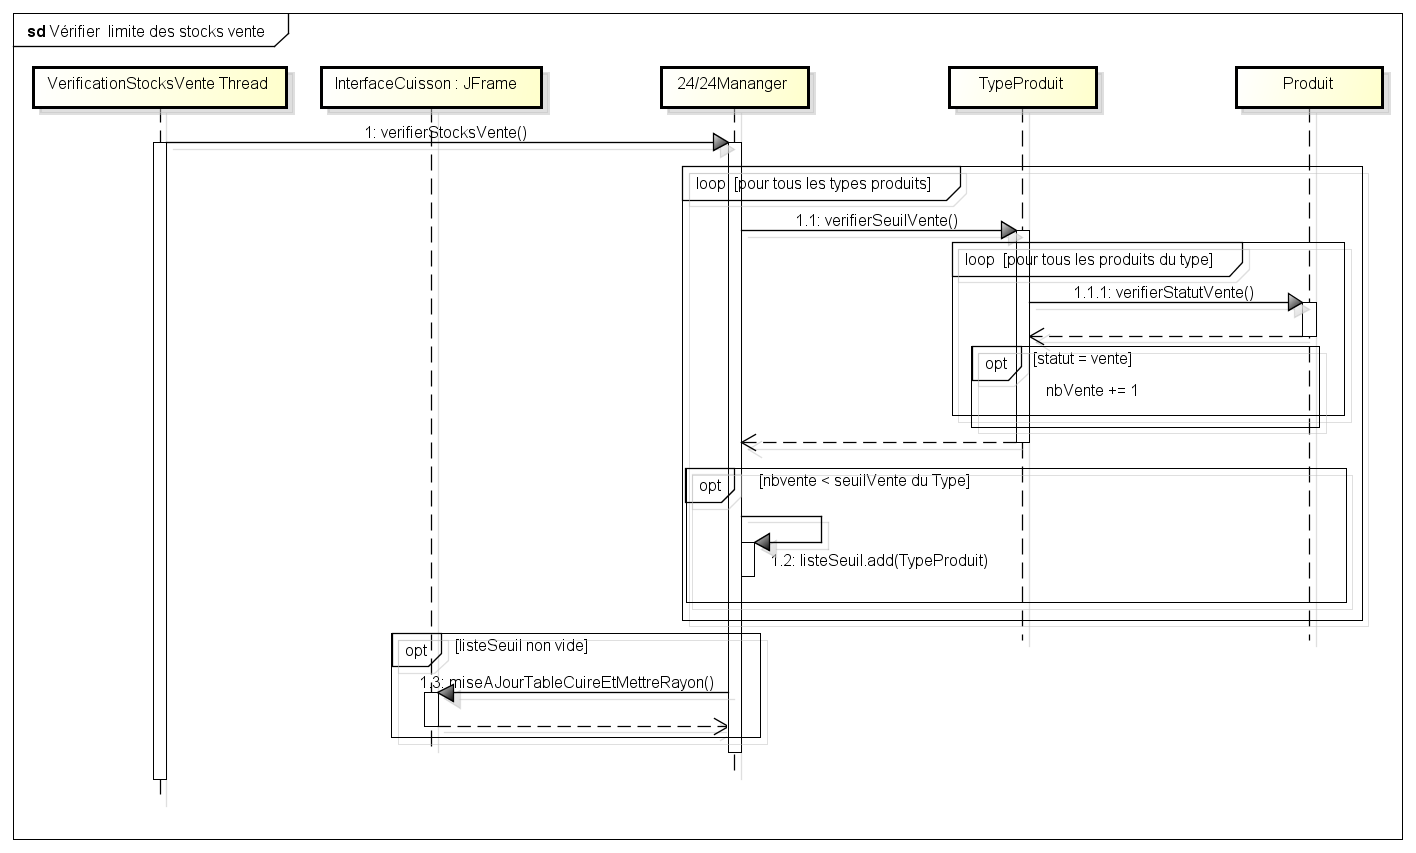 sd Vérifier limite des stocks vente
VerificationStocksVente Thread
InterfaceCuisson : JFrame
24/24Mananger
TypeProduit
Produit
1: verifierStocksVente()
loop [pour tous les types produits]
1.1: verifierSeuilVente()
loop [pour tous les produits du type]
1.1.1: verifierStatutVente()
opt [statut = vente]
nbVente += 1
opt [nbvente < seuilVente du Type]
1.2: listeSeuil.add(TypeProduit)
opt [listeSeuil non vide]
1.3: miseAJourTableCuireEtMettreRayon()